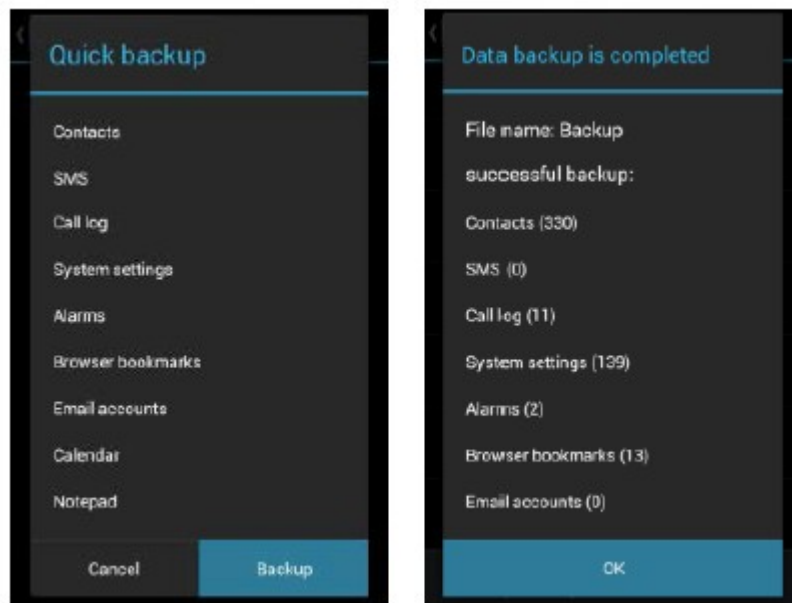 Quick backup
Contacts
SMS
Call log
System settings
Alarms
Browser bookmarks
Email accounts
Calendar
Notepad
Cancel
Backup
Data backup is completed
File name: Backup
successful backup:
Contacts (330)
SMS (0)
Call log (11)
System settings (139)
Alarms (2)
Browser bookmarks (13)
Email accounts (0)
OK